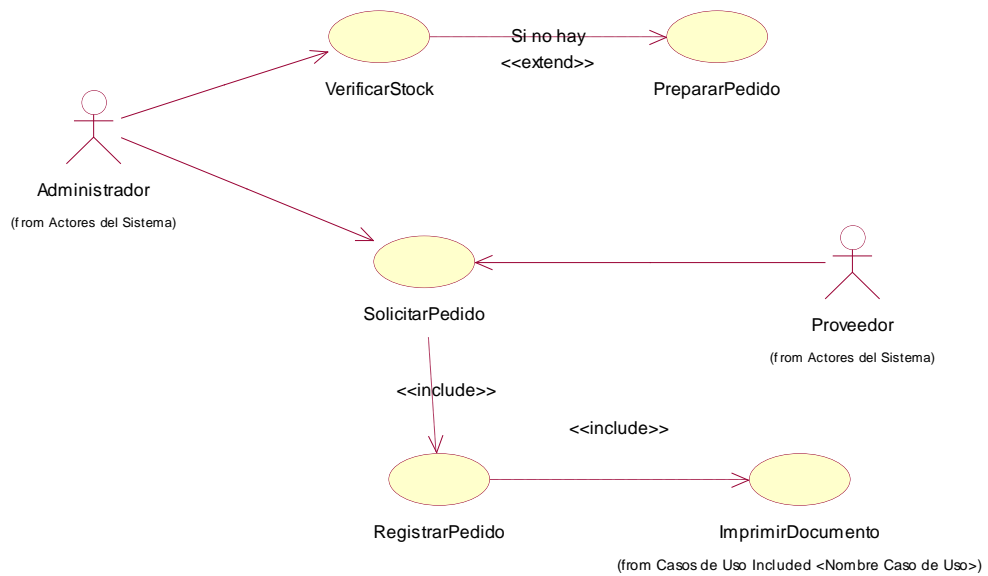 Si no hay
<<extend>>
VerificarStock
PrepararPedido
Administrador
(from Actores del Sistema)
SolicitarPedido
Proveedor
(from Actores del Sistema)
<<include>>
<<include>>
RegistrarPedido
ImprimirDocumento
(from Casos de Uso Included <Nombre Caso de Uso>)